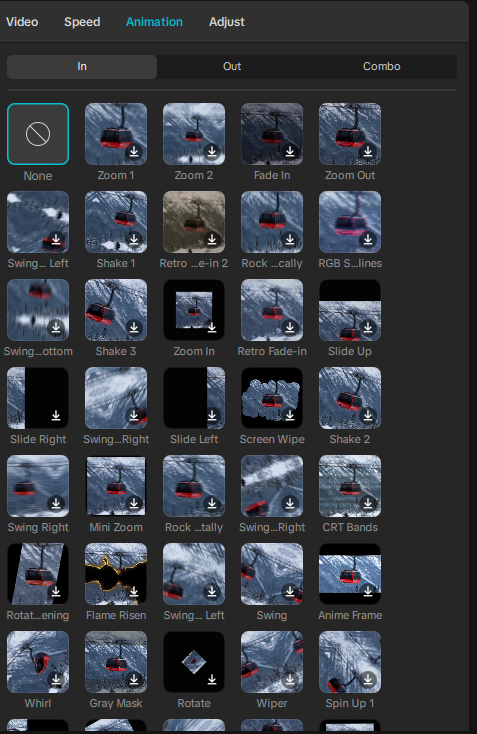 Video Speed Animation Adjust
In Out Combo
None Zoom 1 Zoom 2 Fade In Zoom Out
Swing... Left Shake 1 Retro ...e-in 2 Rock ...cally RGB S...lines
Swing...ottom Shake 3 Zoom In Retro Fade-in Slide Up
Slide Right Swing...Right Slide Left Screen Wipe Shake 2
Swing Right Mini Zoom Rock ...tally Swing...Right CRT Bands
Rotat...ening Flame Risen Swing... Left Swing Anime Frame
Whirl Gray Mask Rotate Wiper Spin Up 1